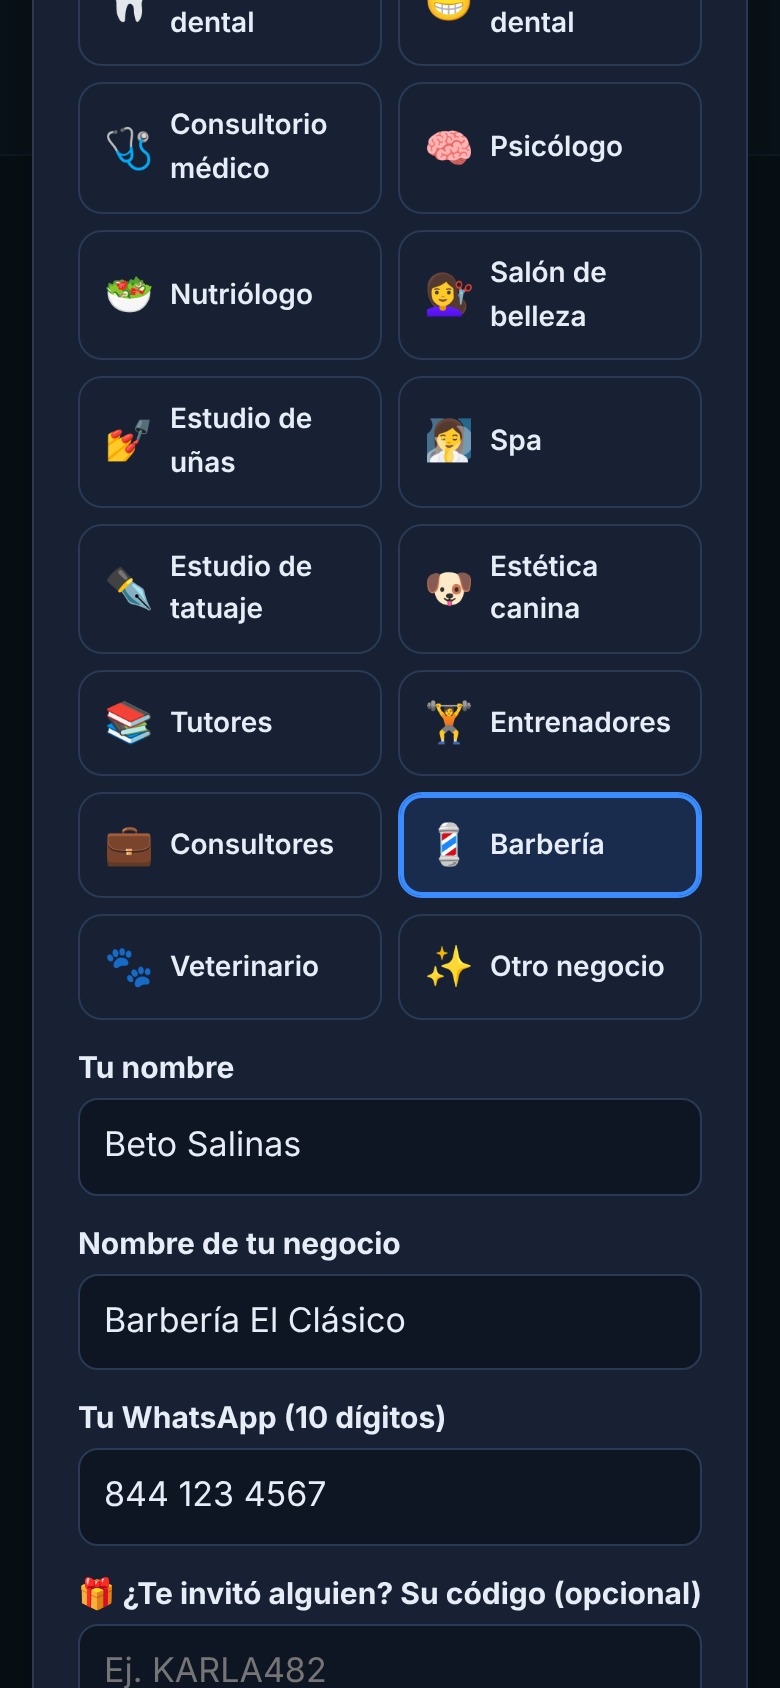 dental
dental
Consultorio
médico
Psicólogo
Nutriólogo
Salón de
belleza
Estudio de
uñas
Spa
Estudio de
tatuaje
Estética
canina
Tutores
Entrenadores
Consultores
Barbería
Veterinario
Otro negocio
Tu nombre
Beto Salinas
Nombre de tu negocio
Barbería El Clásico
Tu WhatsApp (10 dígitos)
844 123 4567
🎁 ¿Te invitó alguien? Su código (opcional)
Ej. KARLA482